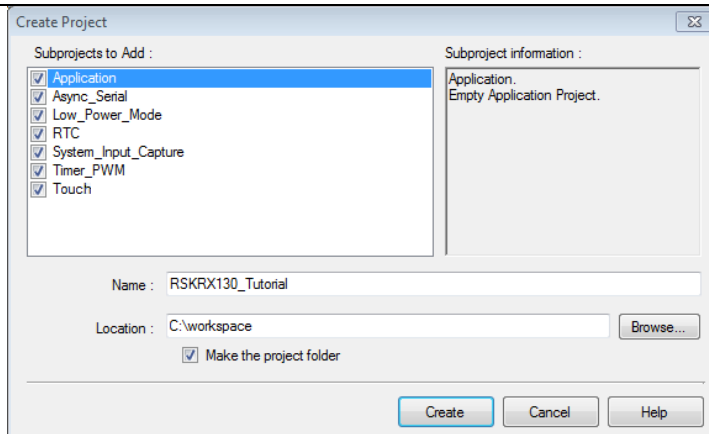 Create Project
Subprojects to Add :
Subproject information :
Application
Async_Serial
Low_Power_Mode
RTC
System_Input_Capture
Timer_PWM
Touch
Application.
Empty Application Project.
Name : RSKRX130_Tutorial
Location : C:\workspace Browse...
Make the project folder
Create Cancel Help